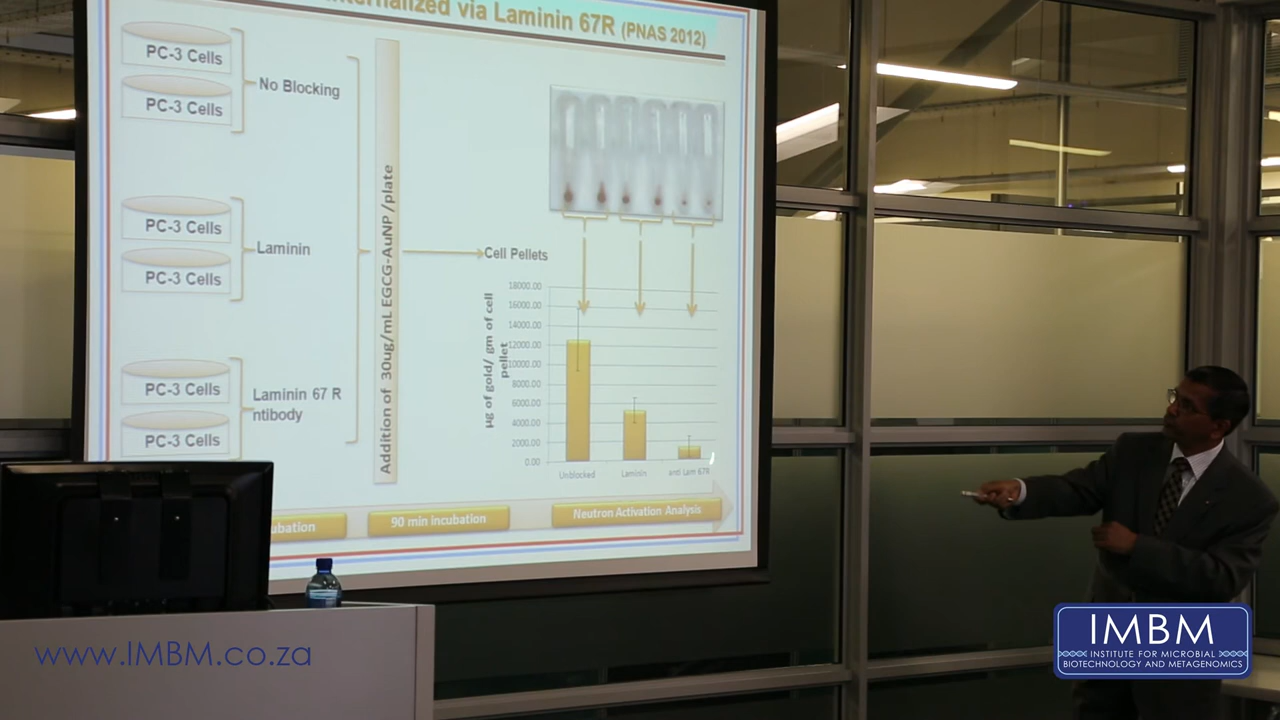 nternalized via Laminin 67R (PNAS 2012)
PC-3 Cells
PC-3 Cells
No Blocking
PC-3 Cells
PC-3 Cells
Laminin
PC-3 Cells
PC-3 Cells
Laminin 67 R
ntibody
Addition of 30ug/mL EGCG-AuNP /plate
Cell Pellets
µg of gold/ gm of cell
pellet
18000.00
16000.00
14000.00
12000.00
10000.00
8000.00
6000.00
4000.00
2000.00
0.00
Unblocked
Laminin
anti Lam 67R
ubation
90 min incubation
Neutron Activation Analysis
www.IMBM.co.za
IMBM
INSTITUTE FOR MICROBIAL
BIOTECHNOLOGY AND METAGENOMICS